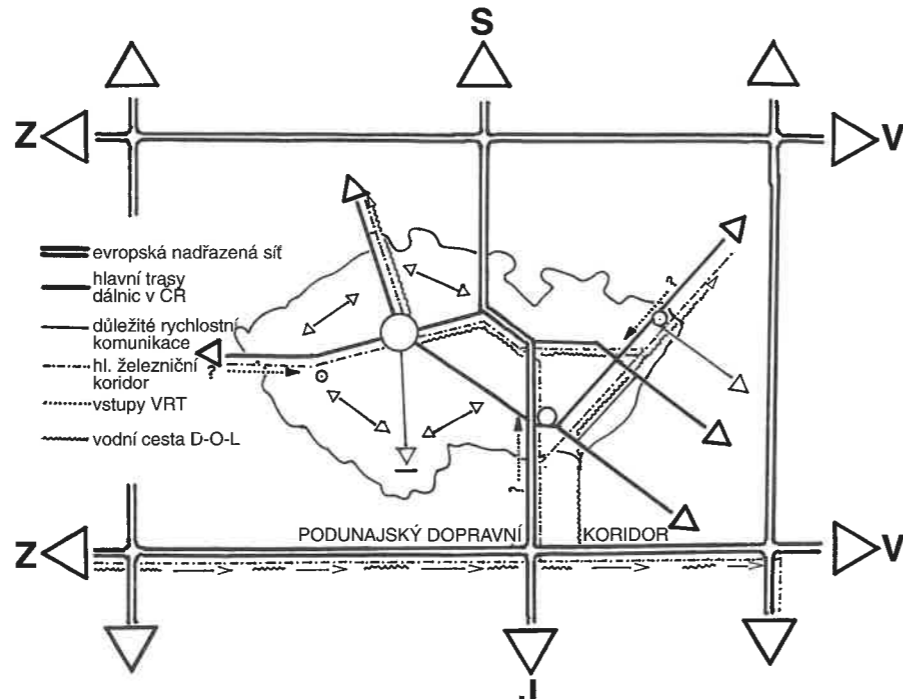 S
Z
V
evropská nadřazená síť
hlavní trasy
dálnic v ČR
důležité rychlostní
komunikace
hl. železniční
koridor
vstupy VRT
vodní cesta D-O-L
?
?
?
PODUNAJSKÝ DOPRAVNÍ KORIDOR
Z
V
J